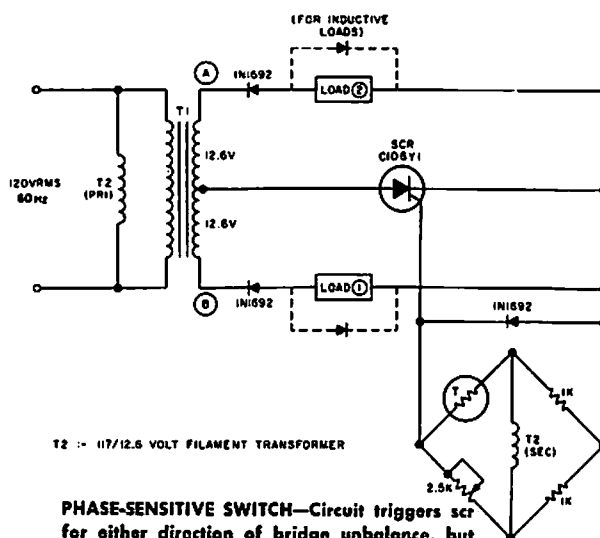 (FOR INDUCTIVE
LOADS)
A
1N1692
LOAD 2
T1
SCR
C106Y1
12.6V
120VRMS
60Hz
T2
(PRI)
12.6V
B
1N1692
LOAD 1
1N1692
T
1K
T2
(SEC)
2.5K
1K
T2 :- 117/12.6 VOLT FILAMENT TRANSFORMER
PHASE-SENSITIVE SWITCH—Circuit triggers scr
for either direction of bridge unbalance, but